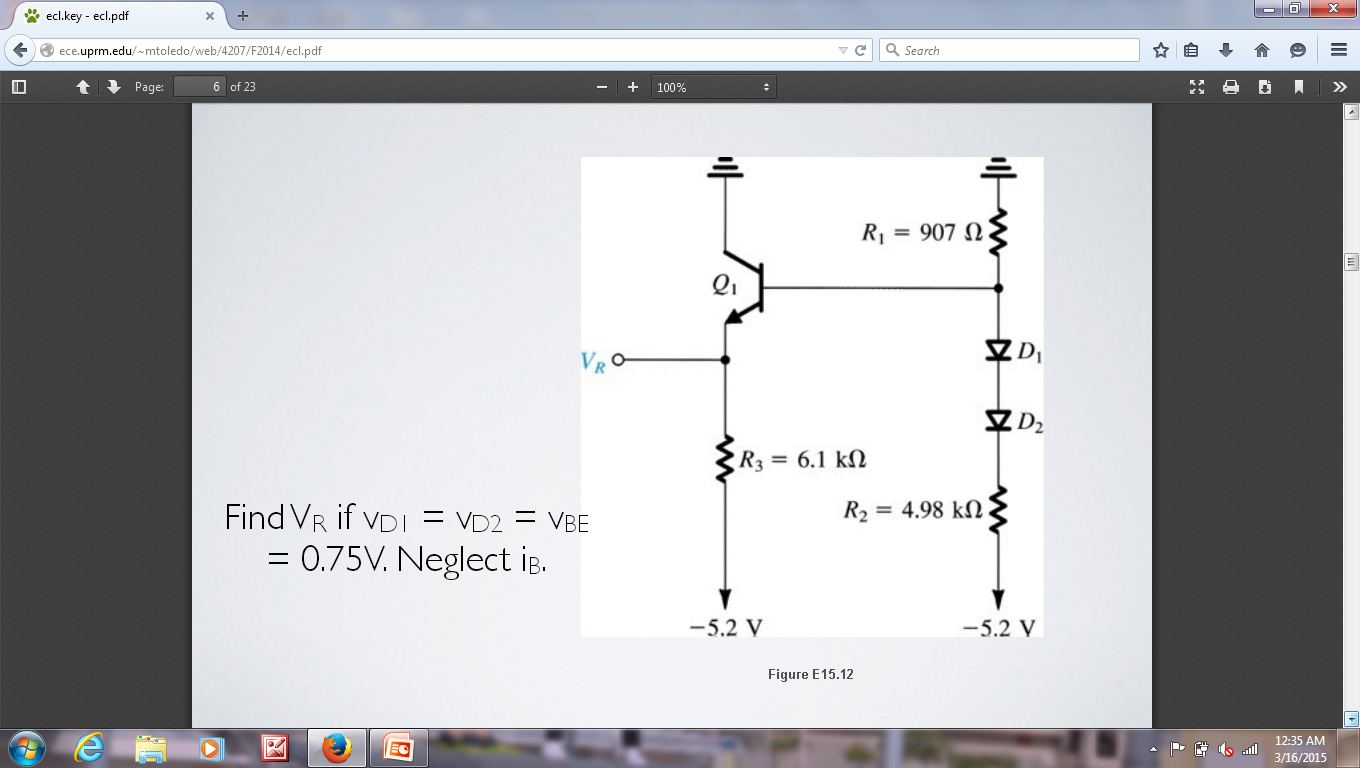 ecl.key - ecl.pdf
ece.uprm.edu/~mtoledo/web/4207/F2014/ecl.pdf
Search
Page:
6
of 23
100%
R1 = 907 Ω
Q1
VR
D1
D2
R3 = 6.1 kΩ
R2 = 4.98 kΩ
Find VR if vD1 = vD2 = vBE
= 0.75V. Neglect iB.
−5.2 V
−5.2 V
Figure E15.12
12:35 AM
3/16/2015